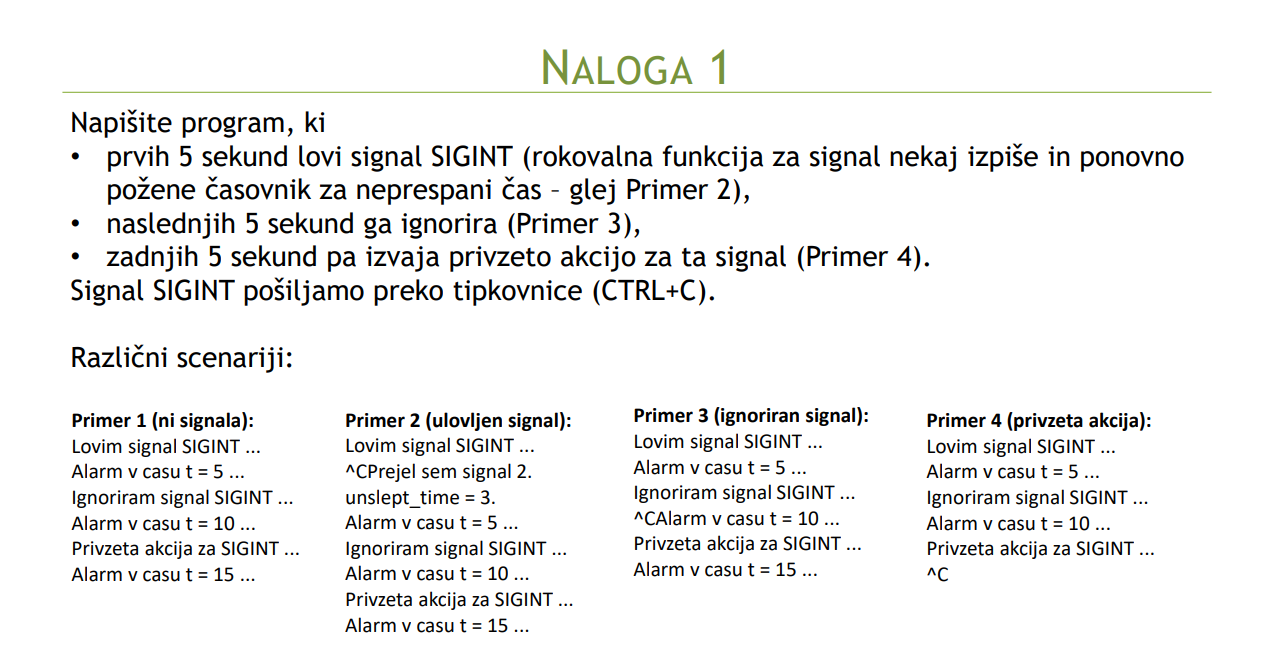 NALOGA 1
Napišite program, ki
• prvih 5 sekund lovi signal SIGINT (rokovalna funkcija za signal nekaj izpiše in ponovno
požene časovnik za neprespani čas – glej Primer 2),
• naslednjih 5 sekund ga ignorira (Primer 3),
• zadnjih 5 sekund pa izvaja privzeto akcijo za ta signal (Primer 4).
Signal SIGINT pošiljamo preko tipkovnice (CTRL+C).
Različni scenariji:
Primer 1 (ni signala):
Lovim signal SIGINT ...
Alarm v casu t = 5 ...
Ignoriram signal SIGINT ...
Alarm v casu t = 10 ...
Privzeta akcija za SIGINT ...
Alarm v casu t = 15 ...
Primer 2 (ulovljen signal):
Lovim signal SIGINT ...
^CPrejel sem signal 2.
unslept_time = 3.
Alarm v casu t = 5 ...
Ignoriram signal SIGINT ...
Alarm v casu t = 10 ...
Privzeta akcija za SIGINT ...
Alarm v casu t = 15 ...
Primer 3 (ignoriran signal):
Lovim signal SIGINT ...
Alarm v casu t = 5 ...
Ignoriram signal SIGINT ...
^CAlarm v casu t = 10 ...
Privzeta akcija za SIGINT ...
Alarm v casu t = 15 ...
Primer 4 (privzeta akcija):
Lovim signal SIGINT ...
Alarm v casu t = 5 ...
Ignoriram signal SIGINT ...
Alarm v casu t = 10 ...
Privzeta akcija za SIGINT ...
^C